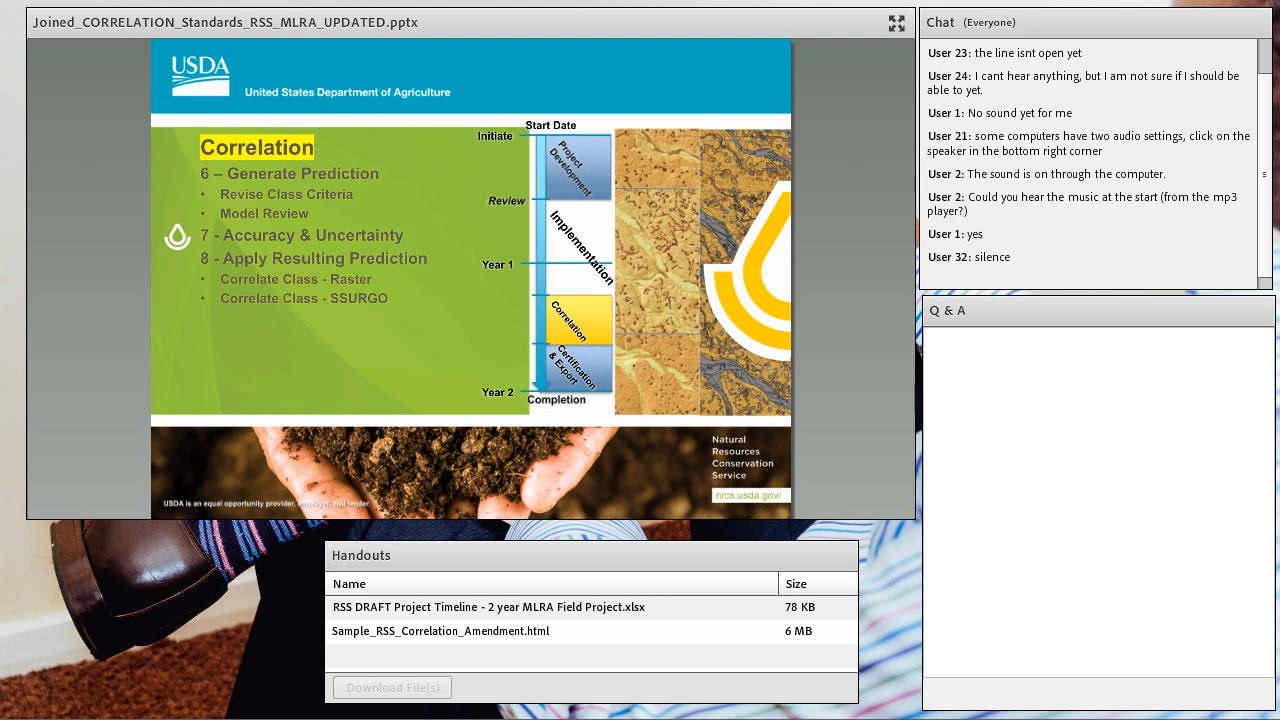 Joined_CORRELATION_Standards_RSS_MLRA_UPDATED.pptx
USDA
United States Department of Agriculture
Correlation
6 – Generate Prediction
• Revise Class Criteria
• Model Review
7 - Accuracy & Uncertainty
8 - Apply Resulting Prediction
• Correlate Class - Raster
• Correlate Class - SSURGO
Start Date
Initiate
Project
Development
Review
Implementation
Year 1
Correlation
Certification
& Export
Year 2
Completion
Natural
Resources
Conservation
Service
nrcs.usda.gov/
USDA is an equal opportunity provider, employer, and lender.
Chat (Everyone)
User 23: the line isnt open yet
User 24: I cant hear anything, but I am not sure if I should be
able to yet.
User 1: No sound yet for me
User 21: some computers have two audio settings, click on the
speaker in the bottom right corner
User 2: The sound is on through the computer.
User 2: Could you hear the music at the start (from the mp3
player?)
User 1: yes
User 32: silence
Q & A
Handouts
Name Size
RSS DRAFT Project Timeline - 2 year MLRA Field Project.xlsx 78 KB
Sample_RSS_Correlation_Amendment.html 6 MB
Download File(s)